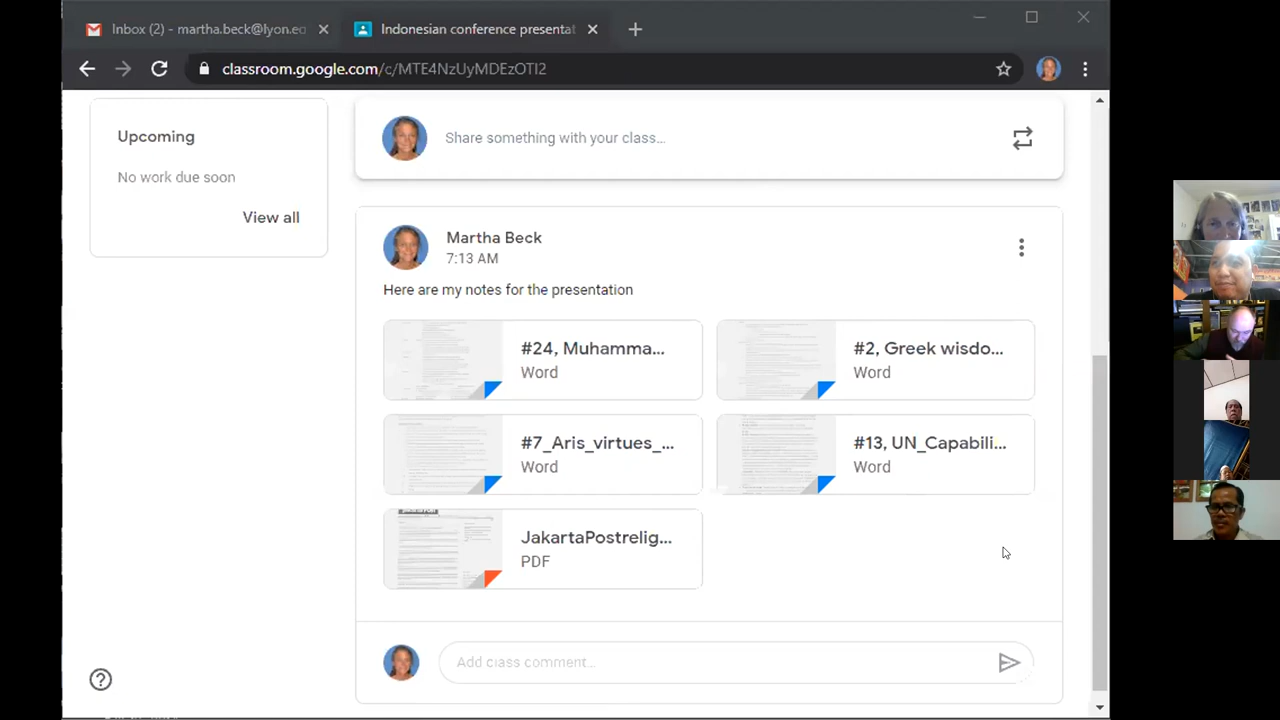 Inbox (2) - martha.beck@lyon.ed
Indonesian conference presentat
classroom.google.com/c/MTE4NzUyMDEzOTI2
Upcoming
No work due soon
View all
Share something with your class...
Martha Beck
7:13 AM
Here are my notes for the presentation
#24, Muhamma...
Word
#2, Greek wisdo...
Word
#7_Aris_virtues_...
Word
#13, UN_Capabili...
Word
JakartaPostrelig...
PDF
Add class comment...